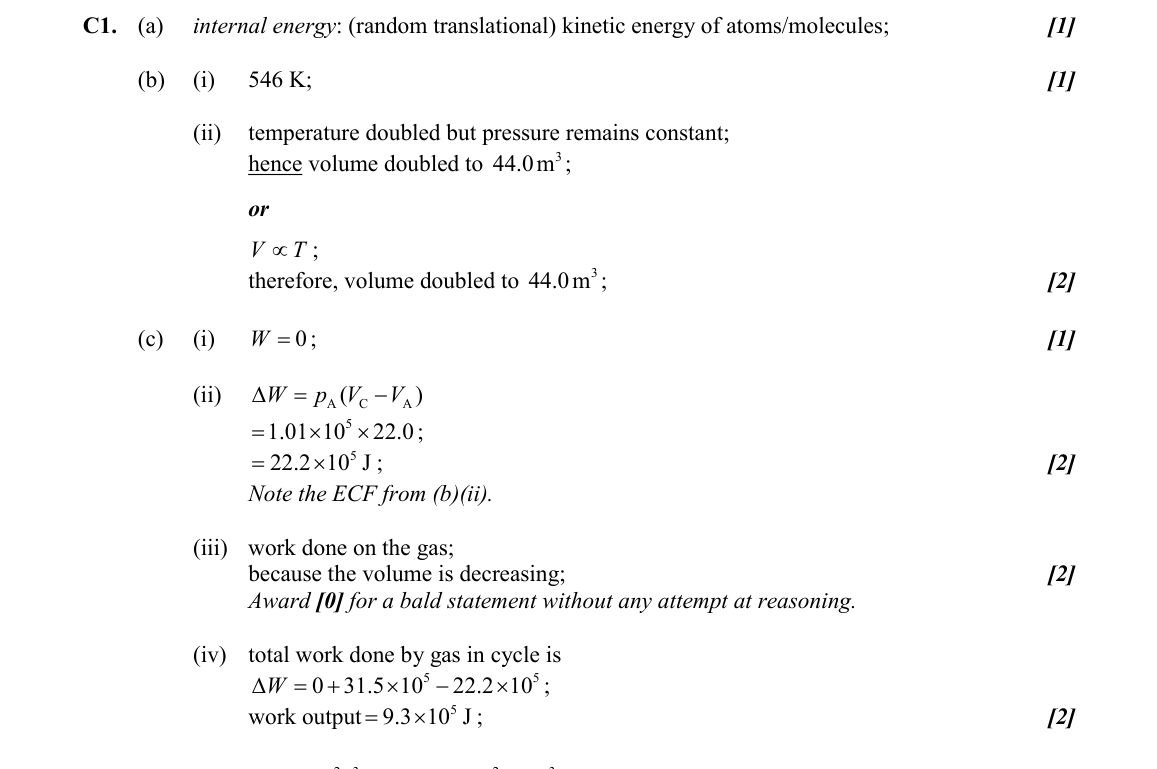 C1. (a) internal energy: (random translational) kinetic energy of atoms/molecules; [1]
(b) (i) 546 K; [1]
(ii) temperature doubled but pressure remains constant;
hence volume doubled to 44.0 m³;
or
V ∝ T;
therefore, volume doubled to 44.0 m³; [2]
(c) (i) W = 0; [1]
(ii) ΔW = p_A (V_C − V_A)
= 1.01×10⁵ × 22.0;
= 22.2×10⁵ J; [2]
Note the ECF from (b)(ii).
(iii) work done on the gas;
because the volume is decreasing; [2]
Award [0] for a bald statement without any attempt at reasoning.
(iv) total work done by gas in cycle is
ΔW = 0 + 31.5×10⁵ − 22.2×10⁵;
work output = 9.3×10⁵ J; [2]